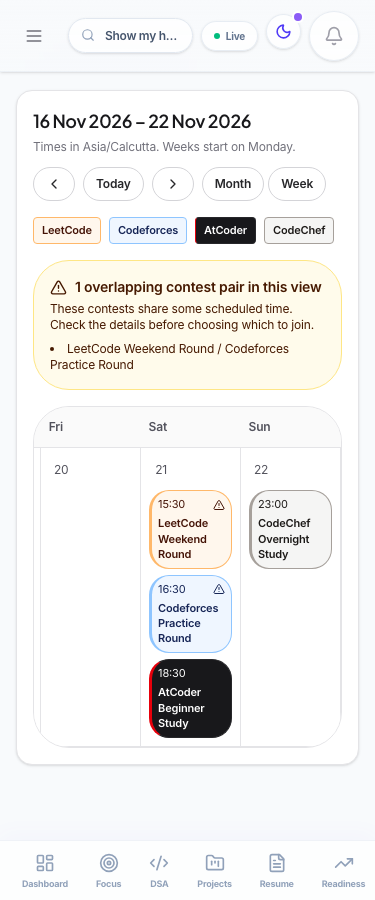 Show my h...
Live
16 Nov 2026 – 22 Nov 2026
Times in Asia/Calcutta. Weeks start on Monday.
Today
Month
Week
LeetCode
Codeforces
AtCoder
CodeChef
1 overlapping contest pair in this view
These contests share some scheduled time.
Check the details before choosing which to join.
• LeetCode Weekend Round / Codeforces
Practice Round
Fri
Sat
Sun
20
21
22
15:30
LeetCode
Weekend
Round
16:30
Codeforces
Practice
Round
18:30
AtCoder
Beginner
Study
23:00
CodeChef
Overnight
Study
Dashboard
Focus
DSA
Projects
Resume
Readiness